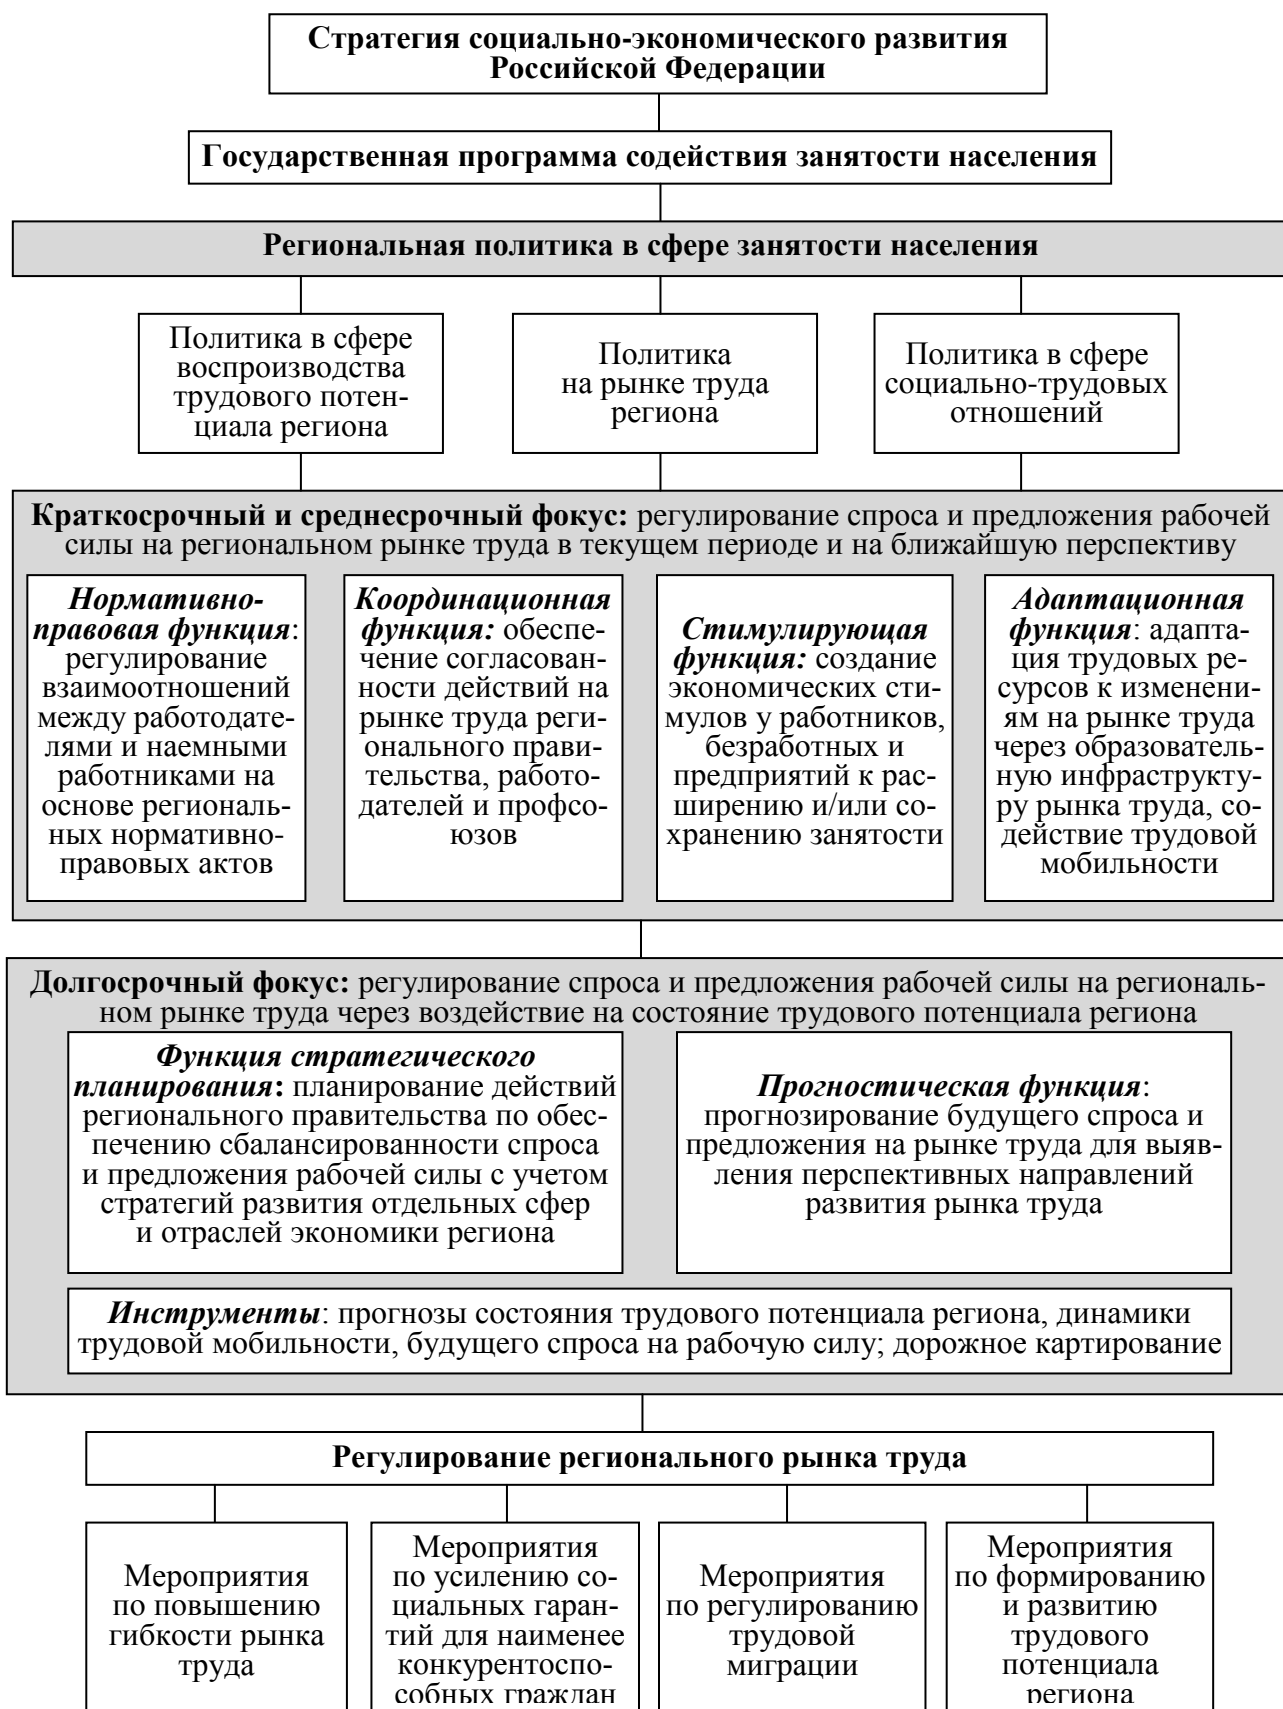 Стратегия социально-экономического развития
Российской Федерации
Государственная программа содействия занятости населения
Региональная политика в сфере занятости населения
Политика в сфере
воспроизводства
трудового потен-
циала региона
Политика
на рынке труда
региона
Политика в сфере
социально-трудовых
отношений
Краткосрочный и среднесрочный фокус: регулирование спроса и предложения рабочей
силы на региональном рынке труда в текущем периоде и на ближайшую перспективу
Нормативно-
правовая функция:
регулирование
взаимоотношений
между работодате-
лями и наемными
работниками на
основе региональ-
ных нормативно-
правовых актов
Координационная
функция: обеспе-
чение согласован-
ности действий на
рынке труда реги-
онального прави-
тельства, работо-
дателей и профсо-
юзов
Стимулирующая
функция: создание
экономических сти-
мулов у работников,
безработных и
предприятий к рас-
ширению и/или со-
хранению занятости
Адаптационная
функция: адапта-
ция трудовых ре-
сурсов к изменени-
ям на рынке труда
через образователь-
ную инфраструкту-
ру рынка труда, со-
действие трудовой
мобильности
Долгосрочный фокус: регулирование спроса и предложения рабочей силы на региональ-
ном рынке труда через воздействие на состояние трудового потенциала региона
Функция стратегического
планирования: планирование действий
регионального правительства по обес-
печению сбалансированности спроса
и предложения рабочей силы с учетом
стратегий развития отдельных сфер
и отраслей экономики региона
Прогностическая функция:
прогнозирование будущего спроса и
предложения на рынке труда для выяв-
ления перспективных направлений
развития рынка труда
Инструменты: прогнозы состояния трудового потенциала региона, динамики
трудовой мобильности, будущего спроса на рабочую силу; дорожное картирование
Регулирование регионального рынка труда
Мероприятия
по повышению
гибкости рынка
труда
Мероприятия
по усилению со-
циальных гаран-
тий для наименее
конкурентоспо-
собных граждан
Мероприятия
по регулированию
трудовой
миграции
Мероприятия
по формированию
и развитию
трудового
потенциала
региона